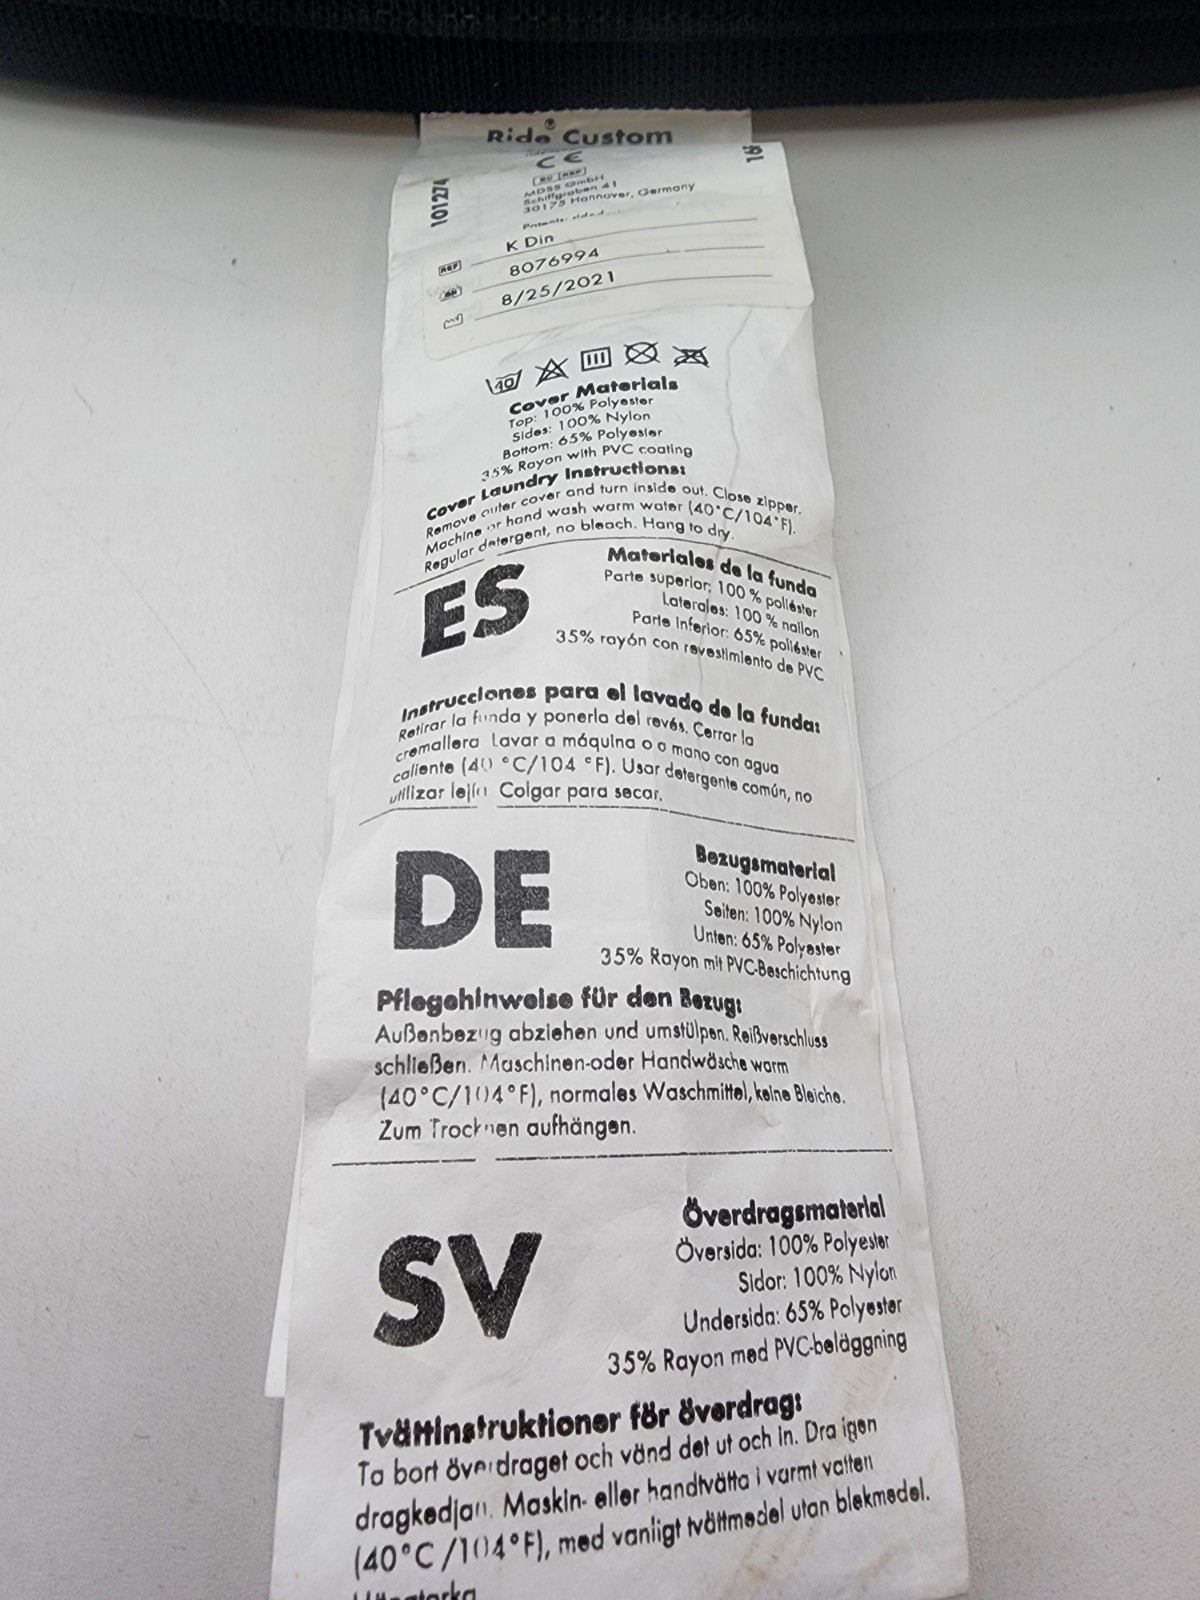 Ride® Custom
CE
101274
161
EC REP
MDSS GmbH
Schiffgraben 41
30175 Hannover, Germany
REF K Din
SN 8076994
8/25/2021
40
Cover Materials
Top: 100% Polyester
Sides: 100% Nylon
Bottom: 65% Polyester
35% Rayon with PVC coating
Cover Laundry Instructions:
Remove outer cover and turn inside out. Close zipper.
Machine or hand wash warm water (40°C/104°F).
Regular detergent, no bleach. Hang to dry.
ES
Materiales de la funda
Parte superior: 100 % poliéster
Laterales: 100 % nailon
Parte inferior: 65% poliéster
35% rayón con revestimiento de PVC
Instrucciones para el lavado de la funda:
Retirar la funda y ponerla del revés. Cerrar la
cremallera Lavar a máquina o a mano con agua
caliente (40 °C/104 °F). Usar detergente común, no
utilizar lejía Colgar para secar.
DE
Bezugsmaterial
Oben: 100% Polyester
Seiten: 100% Nylon
Unten: 65% Polyester
35% Rayon mit PVC-Beschichtung
Pflegehinweise für den Bezug:
Außenbezug abziehen und umstülpen. Reißverschluss
schließen. Maschinen-oder Handwäsche warm
(40°C/104°F), normales Waschmittel, keine Bleiche.
Zum Trocknen aufhängen.
SV
Överdragsmaterial
Översida: 100% Polyester
Sidor: 100% Nylon
Undersida: 65% Polyester
35% Rayon med PVC-beläggning
Tvättinstruktioner för överdrag:
Ta bort överdraget och vänd det ut och in. Dra igen
dragkedjan. Maskin- eller handtvätta i varmt vatten
(40°C /104°F), med vanligt tvättmedel utan blekmedel.